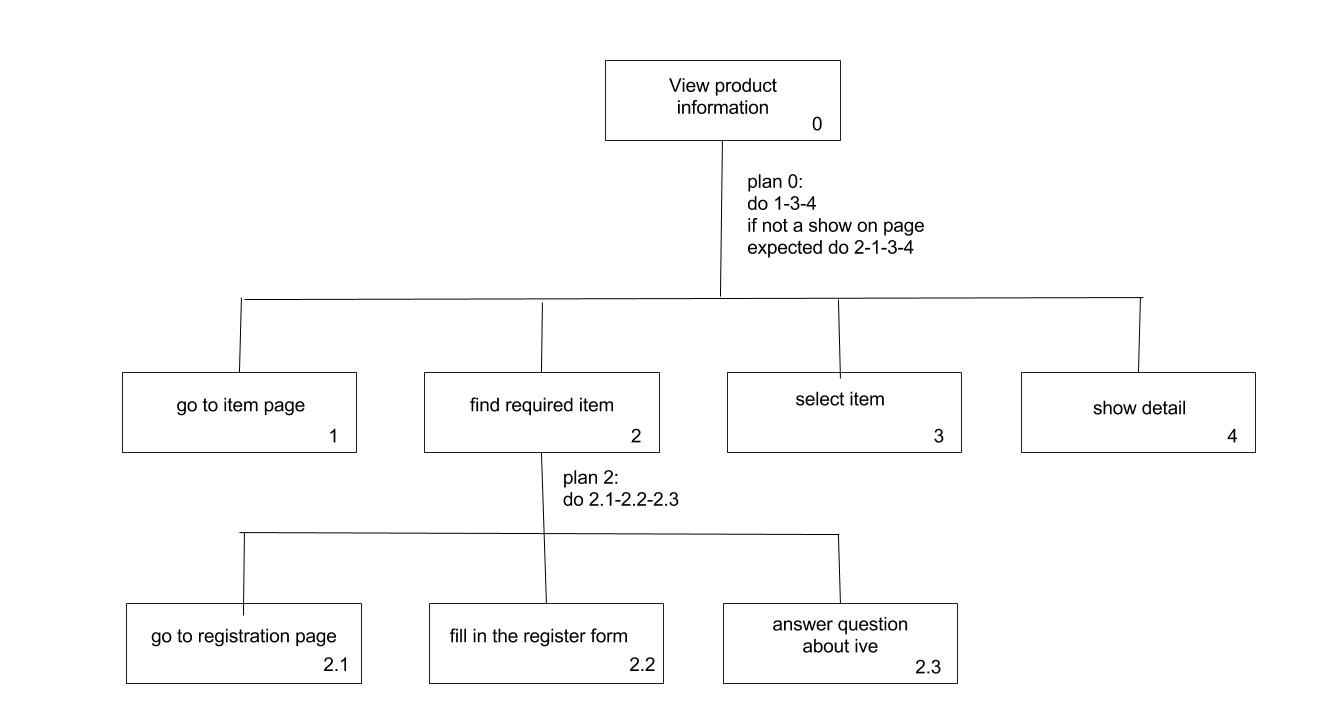 View product
information
0
plan 0:
do 1-3-4
if not a show on page
expected do 2-1-3-4
go to item page
1
find required item
2
select item
3
show detail
4
plan 2:
do 2.1-2.2-2.3
go to registration page
2.1
fill in the register form
2.2
answer question
about ive
2.3